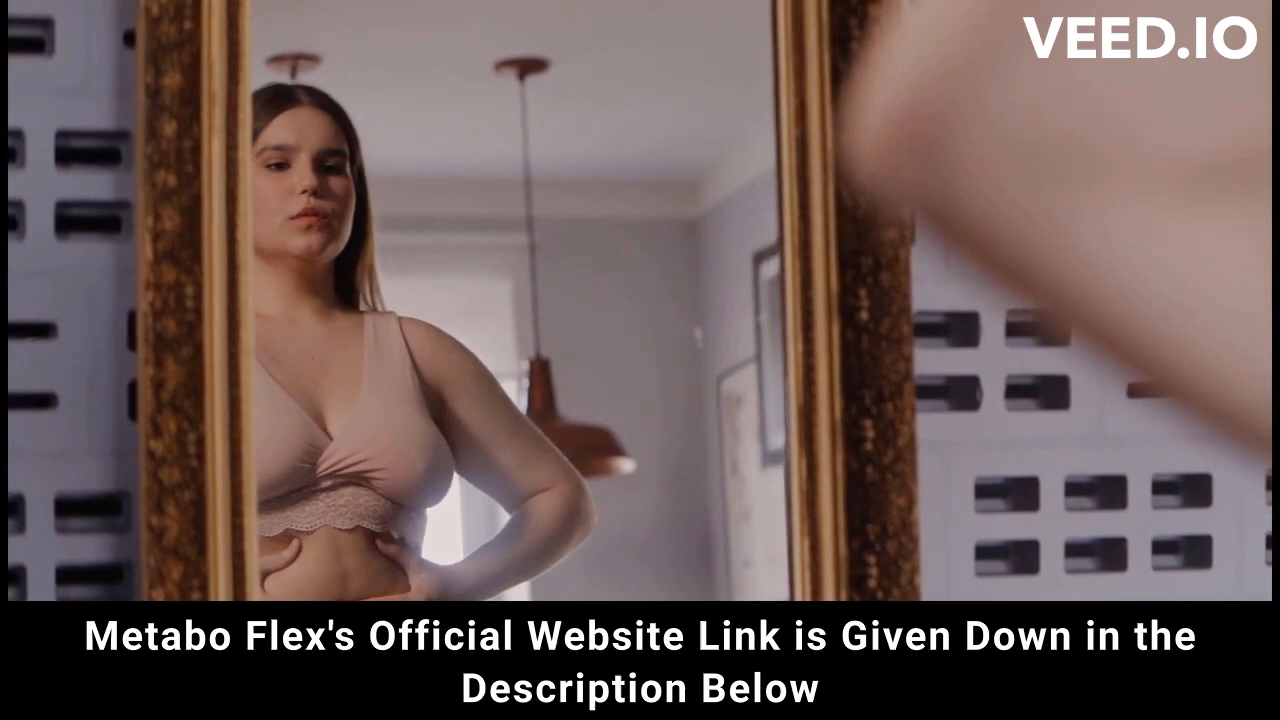 VEED.IO
Metabo Flex's Official Website Link is Given Down in the
Description Below